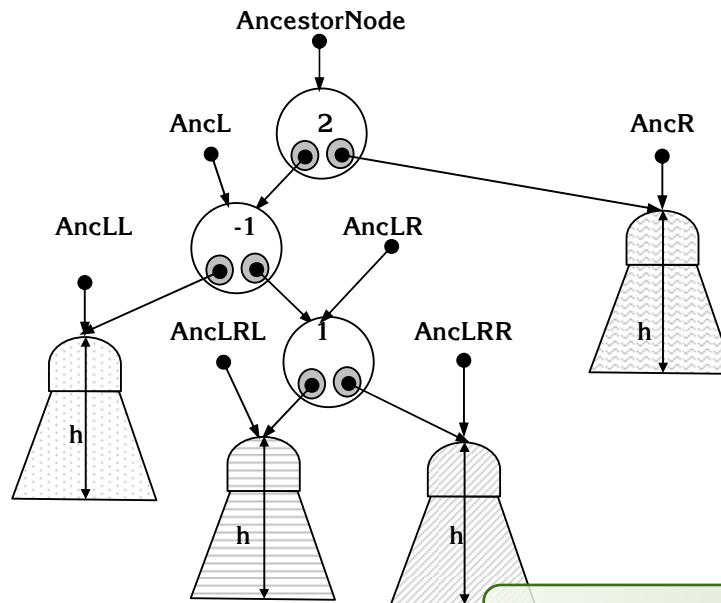 AncestorNode
2
AncL
AncR
-1
AncLL
AncLR
1
AncLRL
AncLRR
h
h
h
h